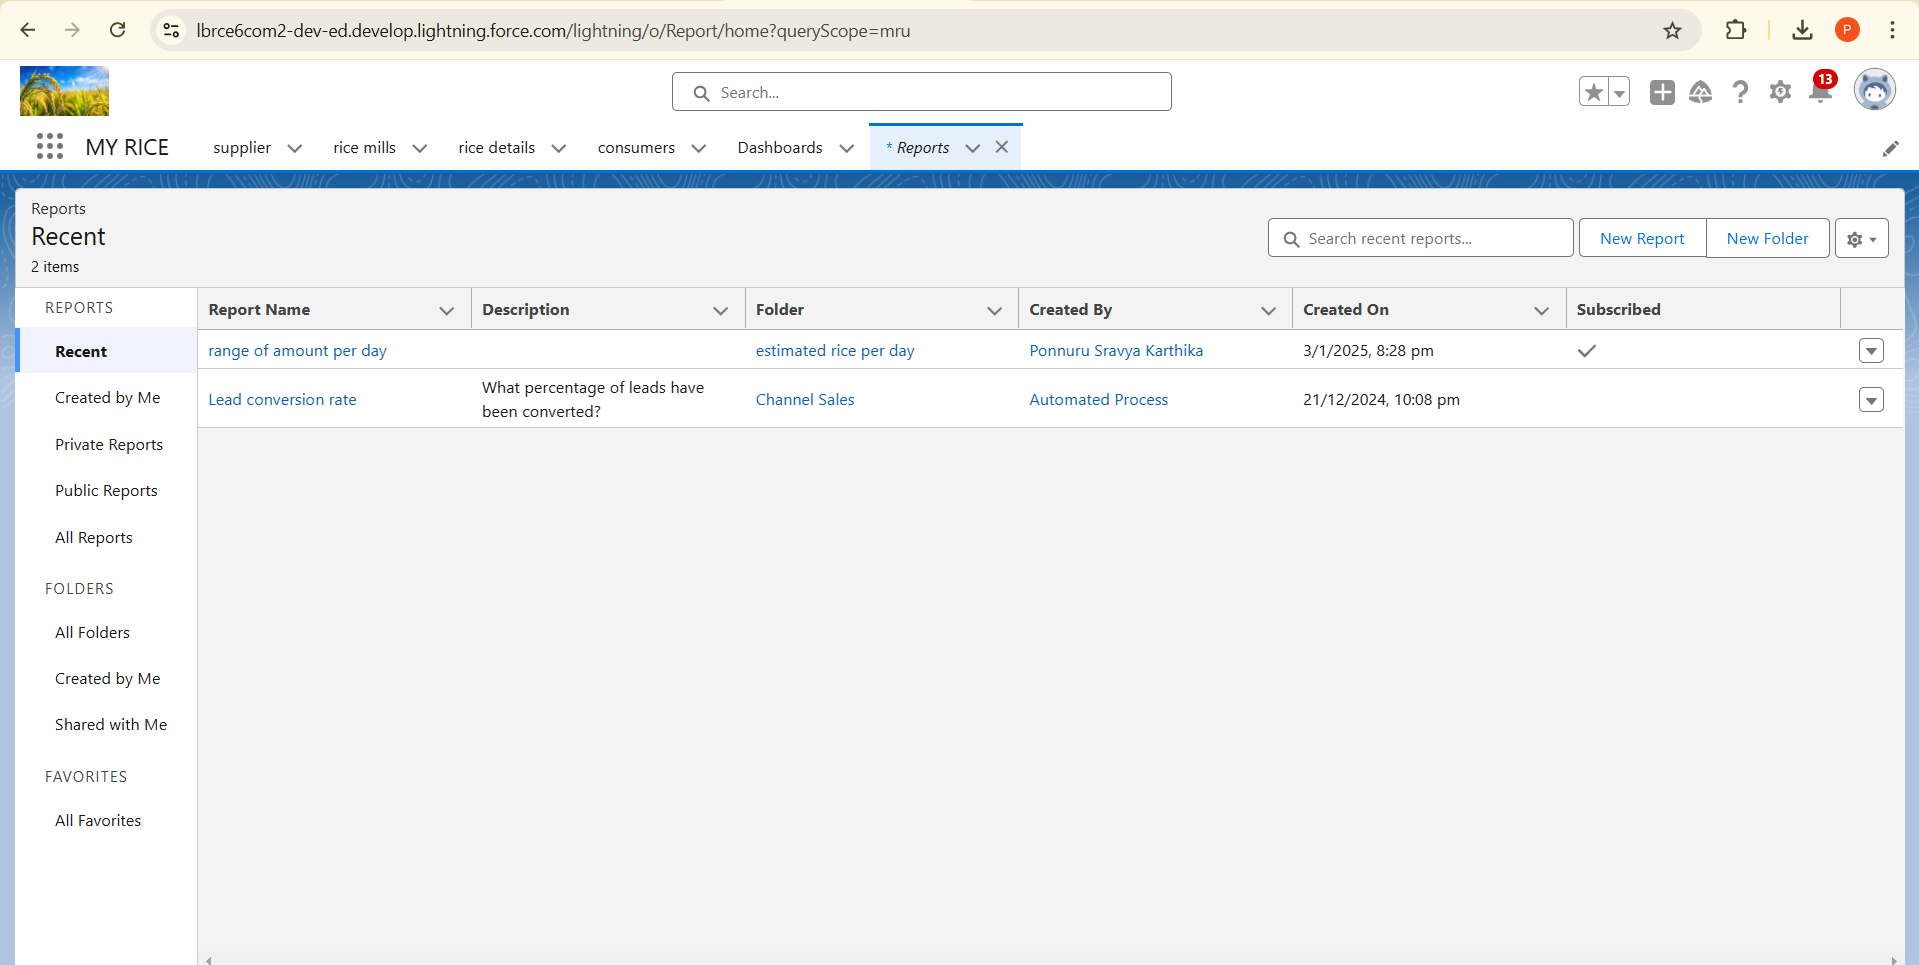 lbrce6com2-dev-ed.develop.lightning.force.com/lightning/o/Report/home?queryScope=mru
P
Search...
13
MY RICE
supplier
rice mills
rice details
consumers
Dashboards
* Reports
Reports
Recent
2 items
Search recent reports...
New Report
New Folder
REPORTS
Recent
Created by Me
Private Reports
Public Reports
All Reports
FOLDERS
All Folders
Created by Me
Shared with Me
FAVORITES
All Favorites
Report Name Description Folder Created By Created On Subscribed
range of amount per day estimated rice per day Ponnuru Sravya Karthika 3/1/2025, 8:28 pm
Lead conversion rate What percentage of leads have Channel Sales Automated Process 21/12/2024, 10:08 pm
been converted?